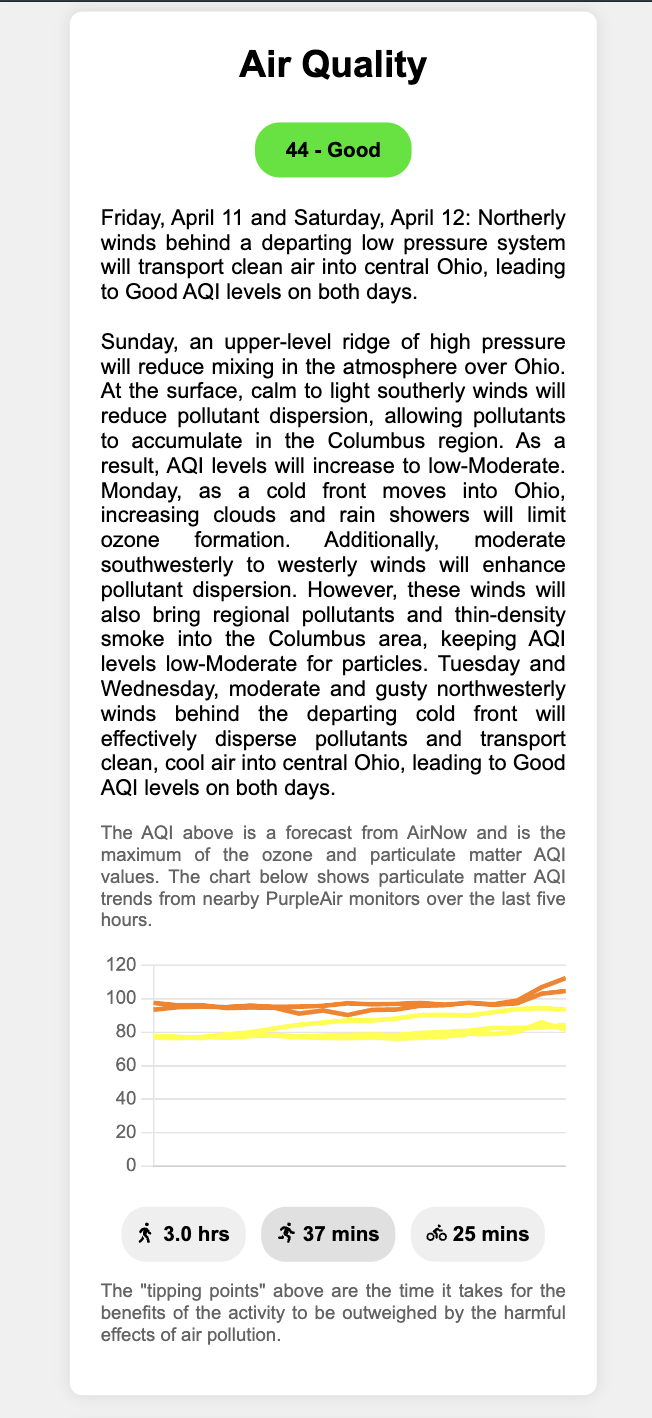 Air Quality
44 - Good
Friday, April 11 and Saturday, April 12: Northerly
winds behind a departing low pressure system
will transport clean air into central Ohio, leading
to Good AQI levels on both days.
Sunday, an upper-level ridge of high pressure
will reduce mixing in the atmosphere over Ohio.
At the surface, calm to light southerly winds will
reduce pollutant dispersion, allowing pollutants
to accumulate in the Columbus region. As a
result, AQI levels will increase to low-Moderate.
Monday, as a cold front moves into Ohio,
increasing clouds and rain showers will limit
ozone formation. Additionally, moderate
southwesterly to westerly winds will enhance
pollutant dispersion. However, these winds will
also bring regional pollutants and thin-density
smoke into the Columbus area, keeping AQI
levels low-Moderate for particles. Tuesday and
Wednesday, moderate and gusty northwesterly
winds behind the departing cold front will
effectively disperse pollutants and transport
clean, cool air into central Ohio, leading to Good
AQI levels on both days.
The AQI above is a forecast from AirNow and is the
maximum of the ozone and particulate matter AQI
values. The chart below shows particulate matter AQI
trends from nearby PurpleAir monitors over the last five
hours.
120
100
80
60
40
20
0
3.0 hrs 37 mins 25 mins
The "tipping points" above are the time it takes for the
benefits of the activity to be outweighed by the harmful
effects of air pollution.